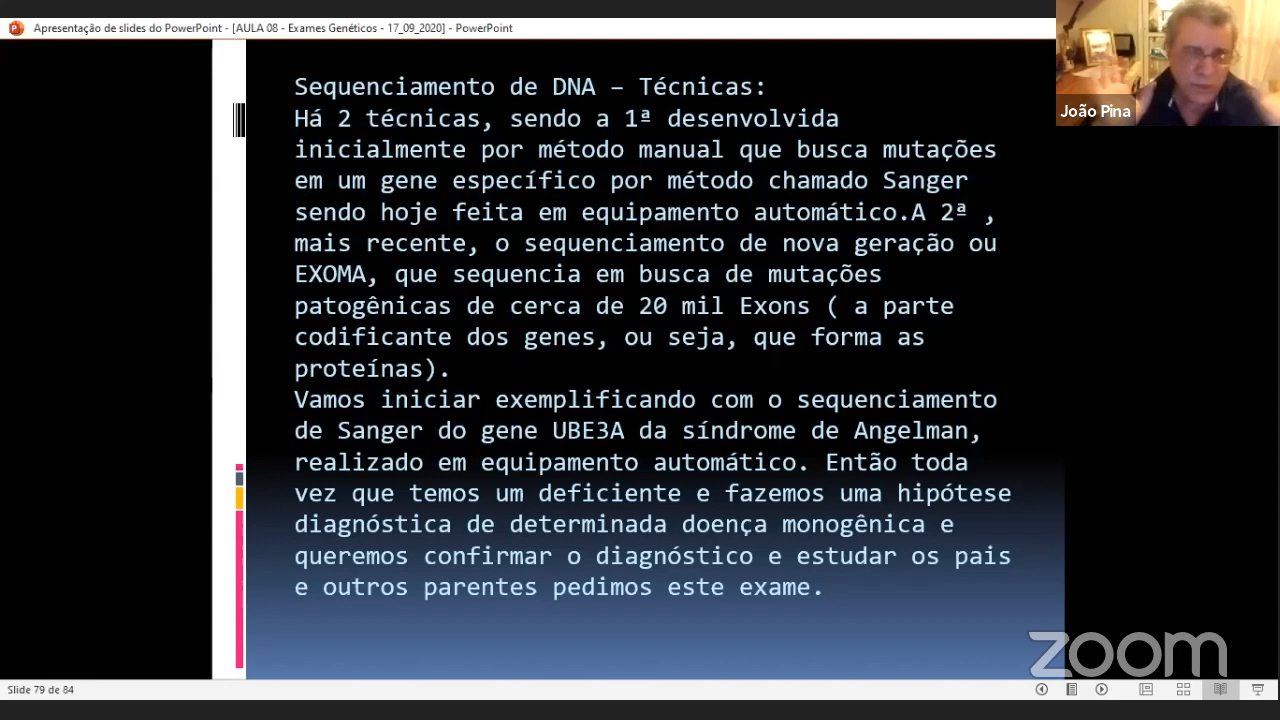 Apresentação de slides do PowerPoint - [AULA 08 - Exames Genéticos - 17_09_2020] - PowerPoint
João Pina
Sequenciamento de DNA – Técnicas:
Há 2 técnicas, sendo a 1ª desenvolvida
inicialmente por método manual que busca mutações
em um gene específico por método chamado Sanger
sendo hoje feita em equipamento automático.A 2ª ,
mais recente, o sequenciamento de nova geração ou
EXOMA, que sequencia em busca de mutações
patogênicas de cerca de 20 mil Exons ( a parte
codificante dos genes, ou seja, que forma as
proteínas).
Vamos iniciar exemplificando com o sequenciamento
de Sanger do gene UBE3A da síndrome de Angelman,
realizado em equipamento automático. Então toda
vez que temos um deficiente e fazemos uma hipótese
diagnóstica de determinada doença monogênica e
queremos confirmar o diagnóstico e estudar os pais
e outros parentes pedimos este exame.
zoom
Slide 79 de 84